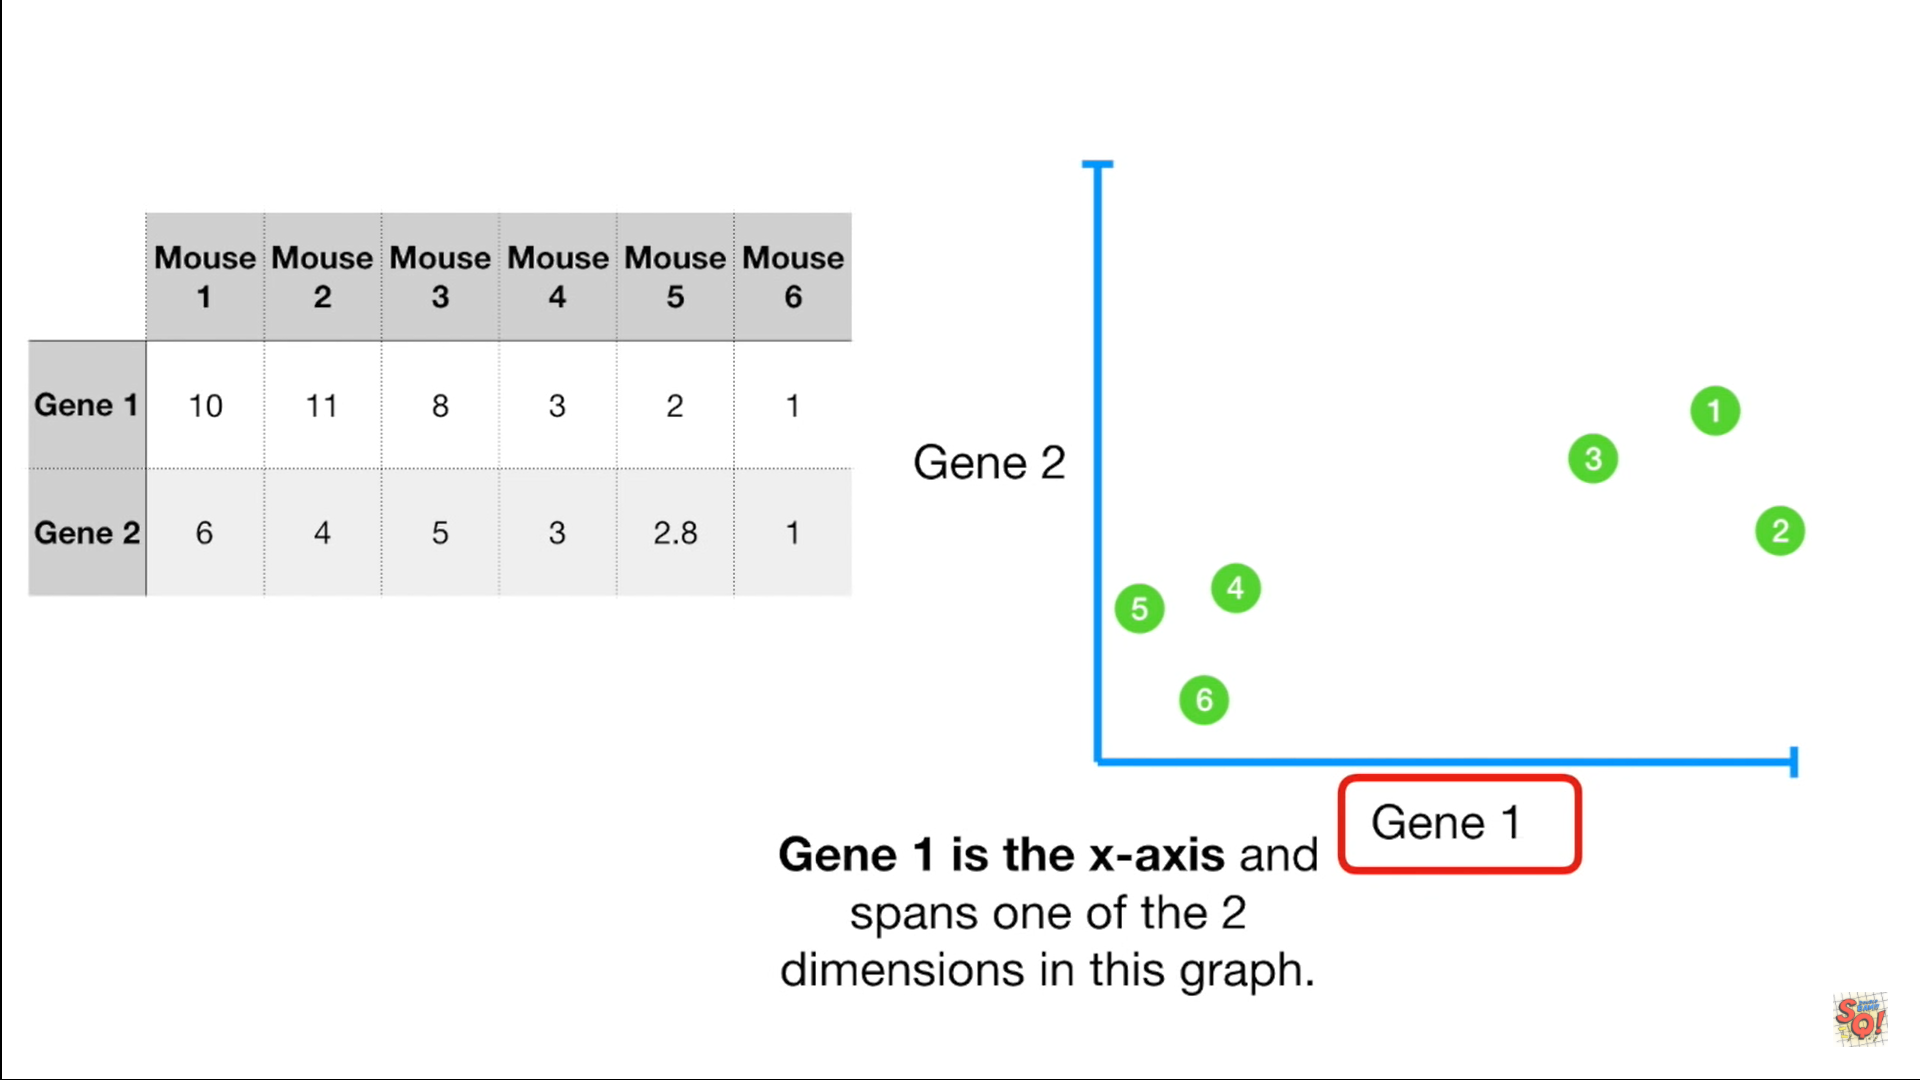 Mouse 1 Mouse 2 Mouse 3 Mouse 4 Mouse 5 Mouse 6
Gene 1 10 11 8 3 2 1
Gene 2 6 4 5 3 2.8 1
Gene 2
1
3
2
4
5
6
Gene 1
Gene 1 is the x-axis and
spans one of the 2
dimensions in this graph.
SQ!